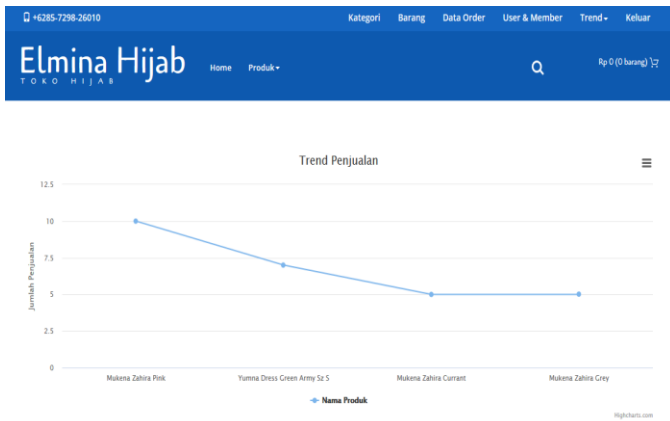 +6285-7298-26010 Kategori Barang Data Order User & Member Trend Keluar
Elmina Hijab
TOKO HIJAB
Home Produk Rp 0 (0 barang)
Trend Penjualan
12.5
10
7.5
5
2.5
0
Jumlah Penjualan
Mukena Zahira Pink Yumna Dress Green Army Sz S Mukena Zahira Currant Mukena Zahira Grey
Nama Produk
Highcharts.com